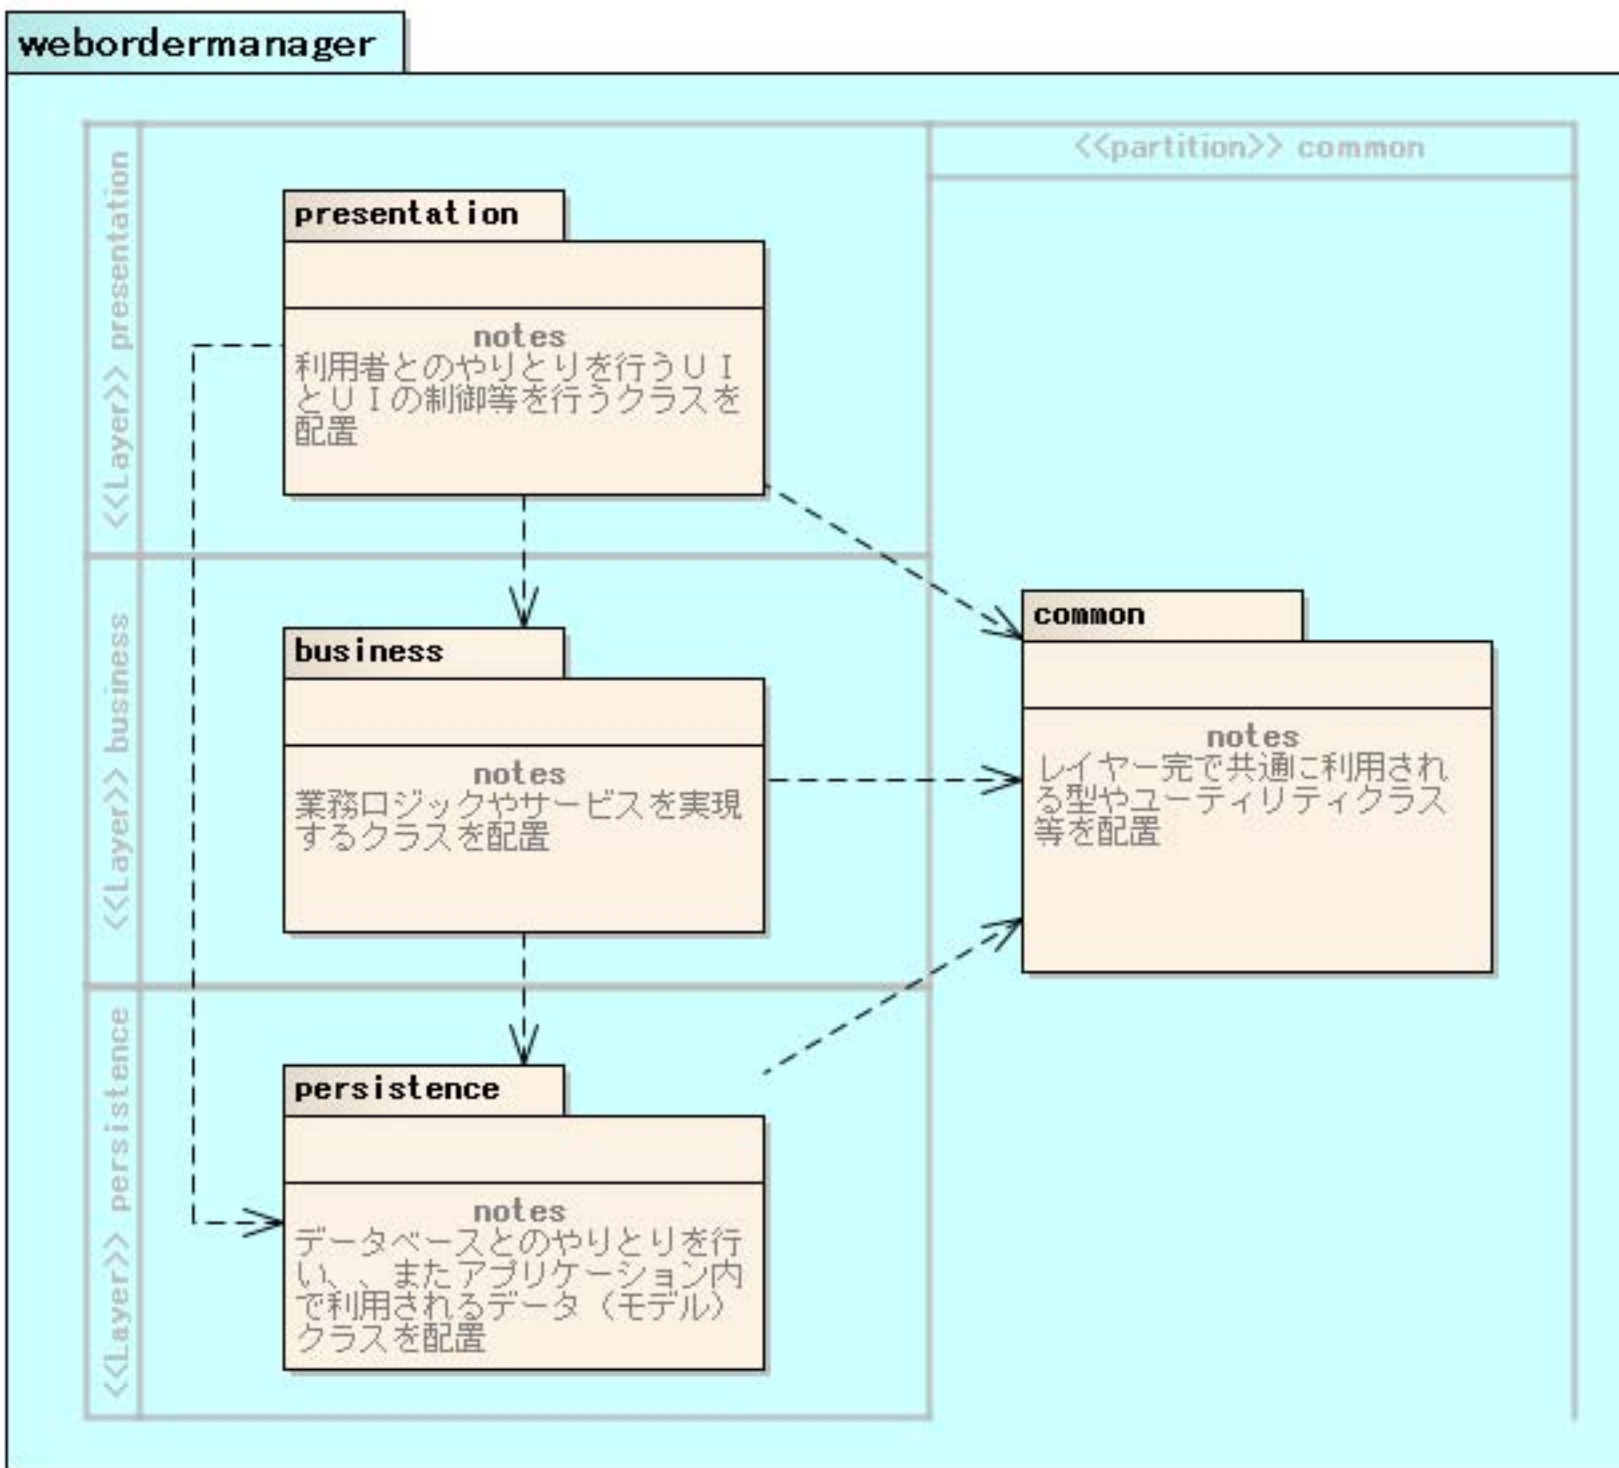 webordermanager
<<partition>> common
<<Layer>> presentation
presentation
notes
利用者とのやりとりを行うＵＩ
とＵＩの制御等を行うクラスを
配置
<<Layer>> business
business
notes
業務ロジックやサービスを実現
するクラスを配置
common
notes
レイヤー完で共通に利用され
る型やユーティリティクラス
等を配置
<<Layer>> persistence
persistence
notes
データベースとのやりとりを行
い、、またアプリケーション内
で利用されるデータ（モデル）
クラスを配置